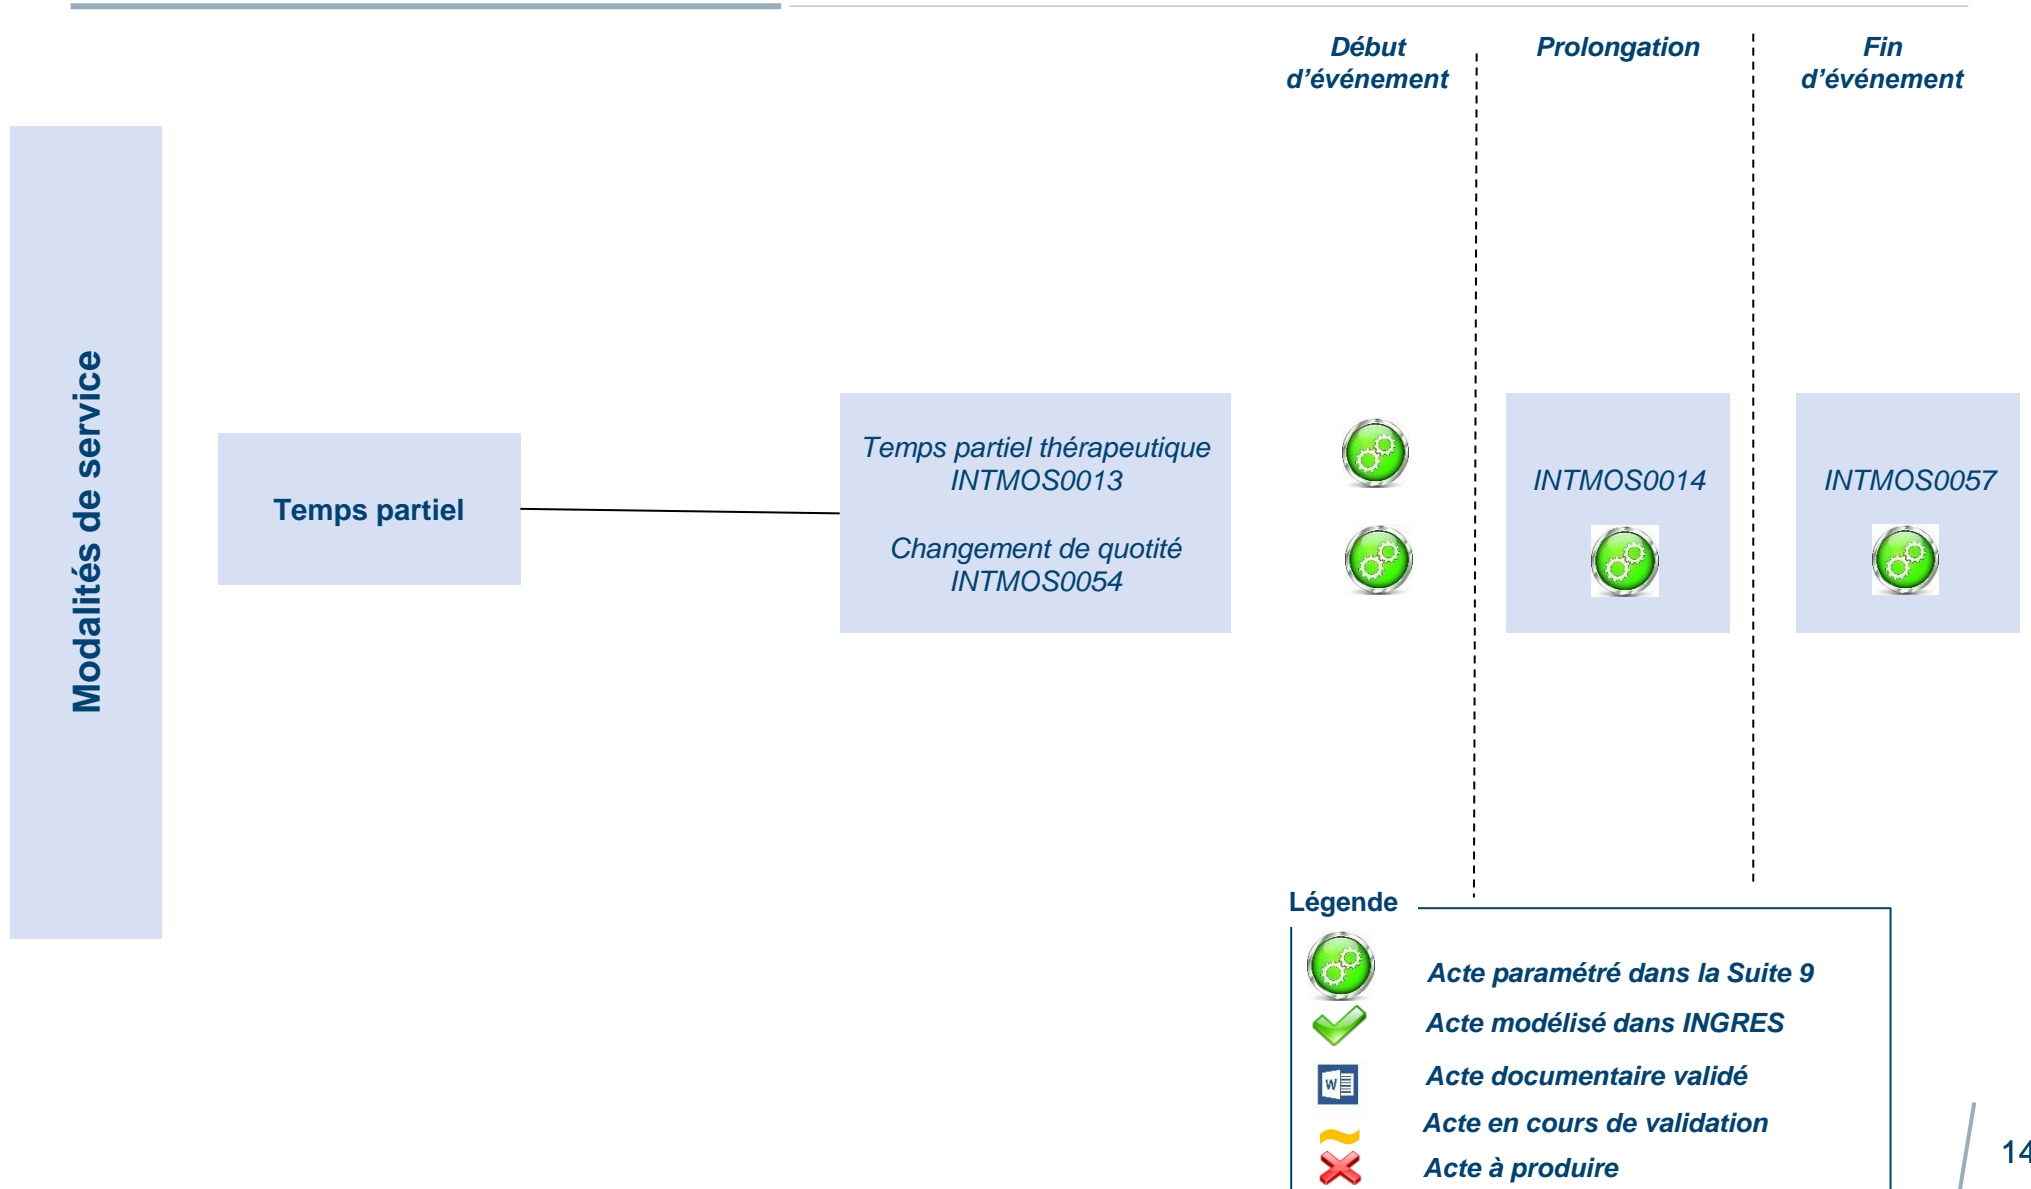 Début
d’événement
Prolongation
Fin
d’événement
Modalités de service
Temps partiel
Temps partiel thérapeutique
INTMOS0013
Changement de quotité
INTMOS0054
INTMOS0014
INTMOS0057
Légende
Acte paramétré dans la Suite 9
Acte modélisé dans INGRES
W
Acte documentaire validé
Acte en cours de validation
Acte à produire
14